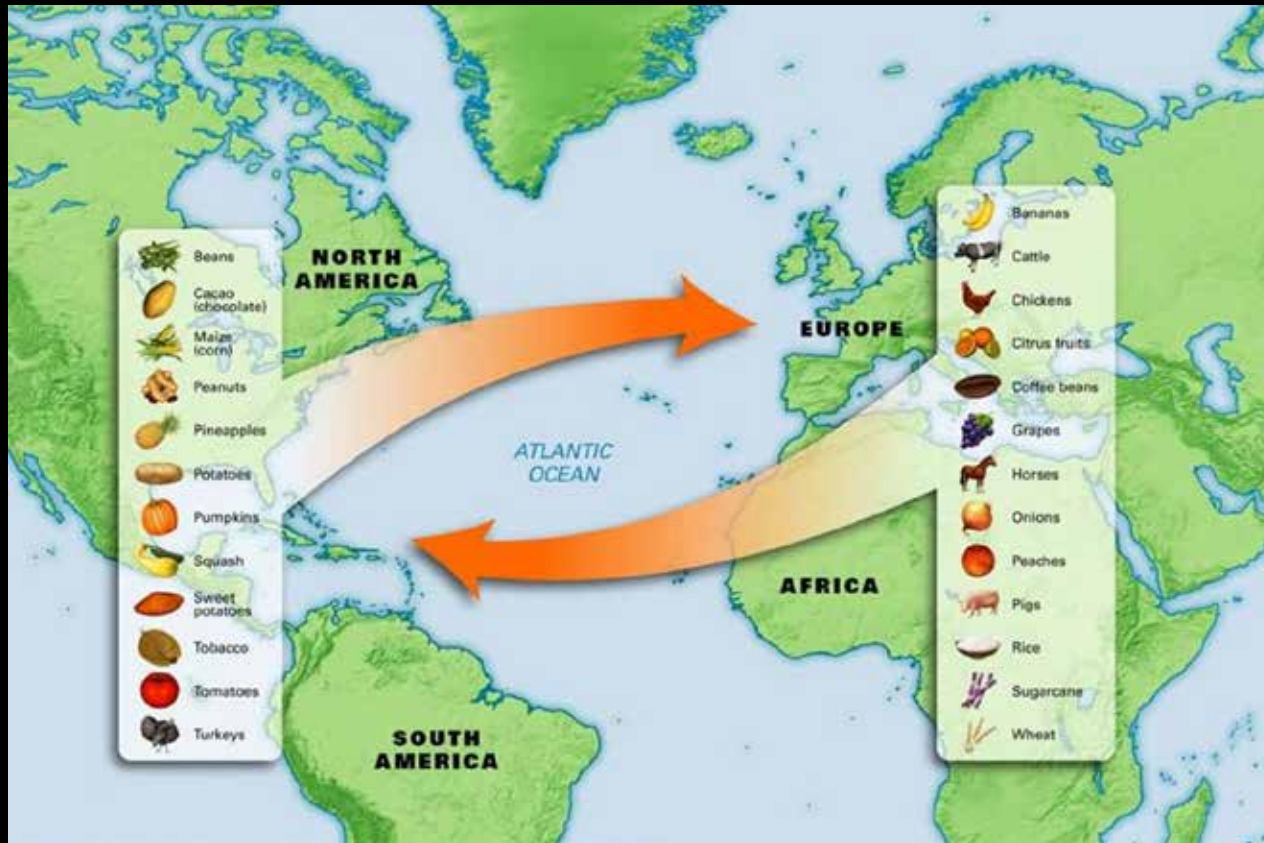 NORTH
AMERICA
Beans
Cacao
(chocolate)
Maize
(corn)
Peanuts
Pineapples
Potatoes
Pumpkins
Squash
Sweet
potatoes
Tobacco
Tomatoes
Turkeys
ATLANTIC
OCEAN
SOUTH
AMERICA
EUROPE
AFRICA
Bananas
Cattle
Chickens
Citrus fruits
Coffee beans
Grapes
Horses
Onions
Peaches
Pigs
Rice
Sugarcane
Wheat